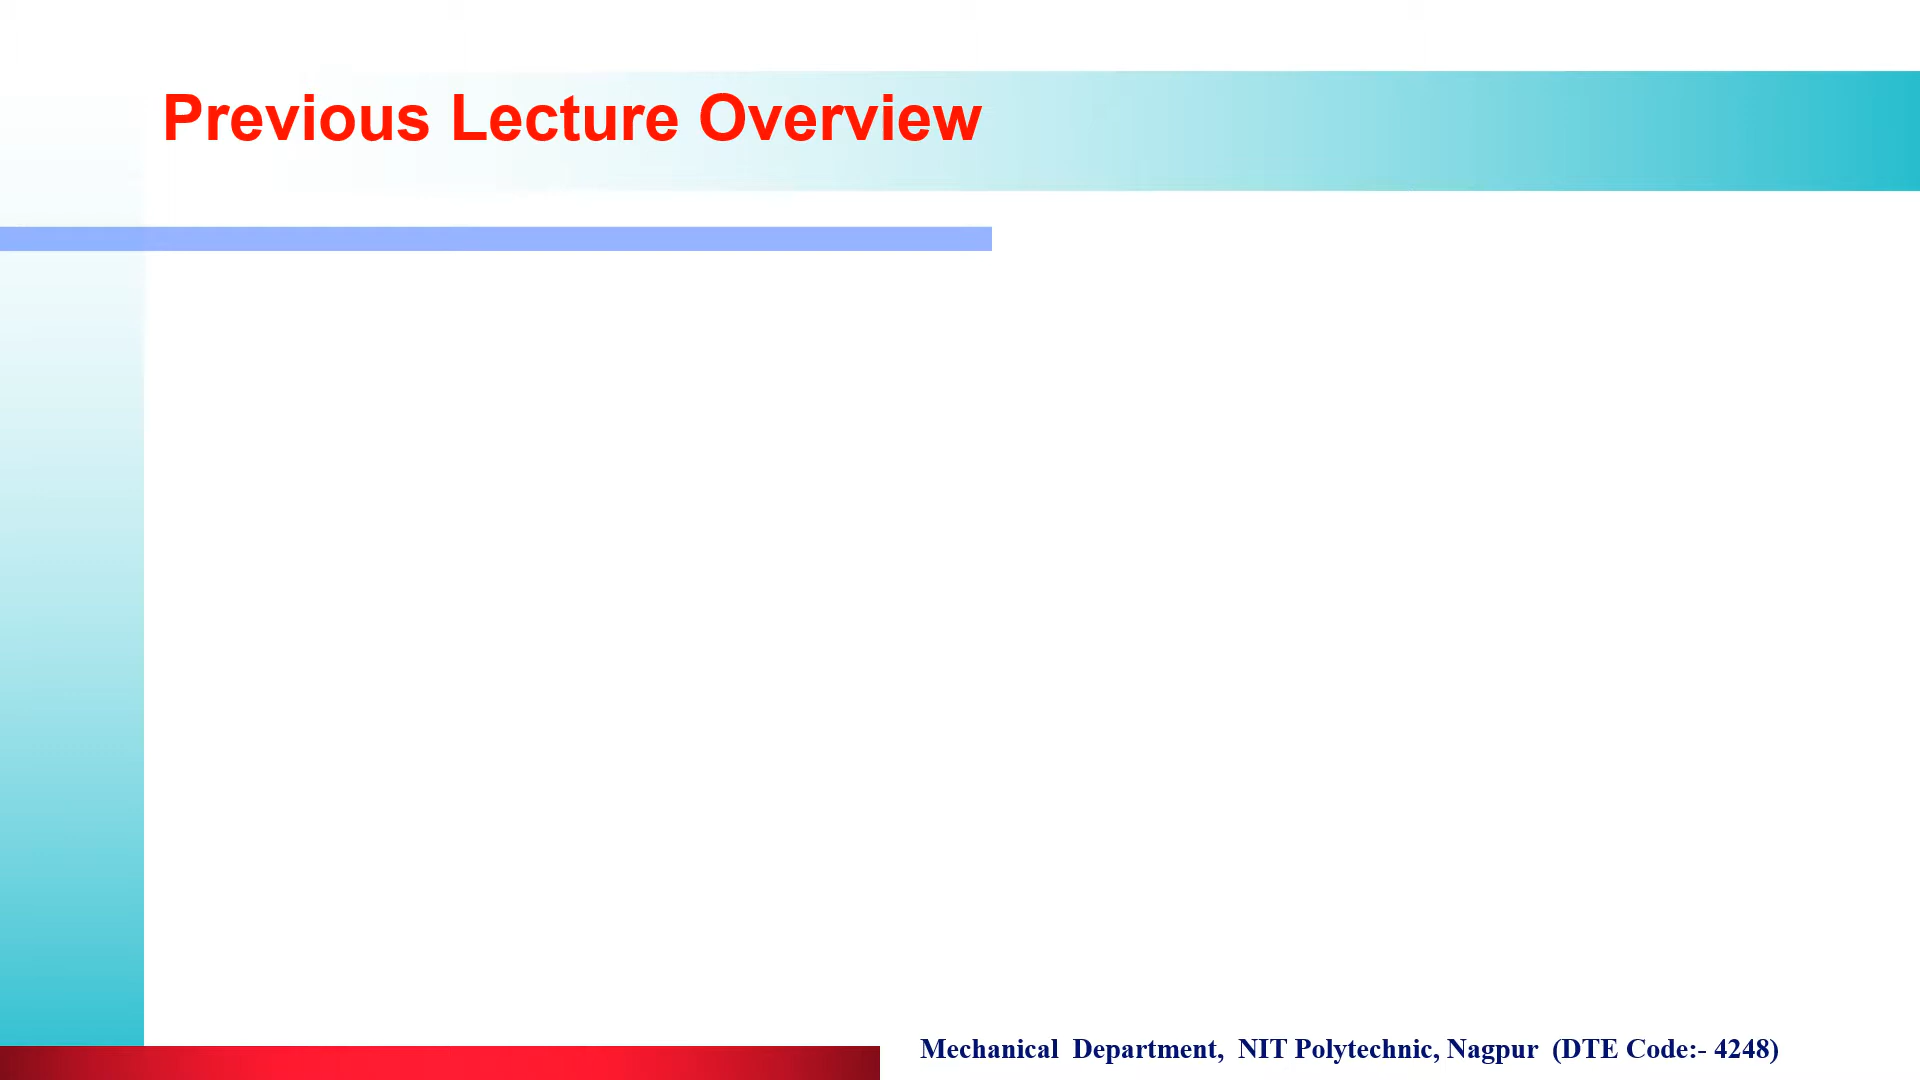 Previous Lecture Overview
Mechanical Department, NIT Polytechnic, Nagpur (DTE Code:- 4248)